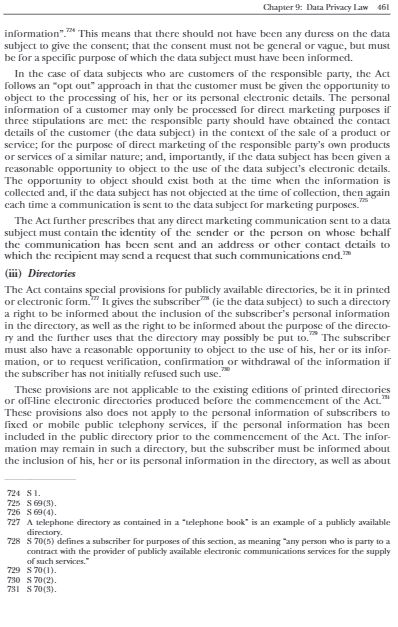 Chapter 9: Data Privacy Law 461
information”.724 This means that there should not have been any duress on the data
subject to give the consent; that the consent must not be general or vague, but must
be for a specific purpose of which the data subject must have been informed.
In the case of data subjects who are customers of the responsible party, the Act
follows an “opt out” approach in that the customer must be given the opportunity to
object to the processing of his, her or its personal electronic details. The personal
information of a customer may only be processed for direct marketing purposes if
three stipulations are met: the responsible party should have obtained the contact
details of the customer (the data subject) in the context of the sale of a product or
service; for the purpose of direct marketing of the responsible party’s own products
or services of a similar nature; and, importantly, if the data subject has been given a
reasonable opportunity to object to the use of the data subject’s electronic details.
The opportunity to object should exist both at the time when the information is
collected and, if the data subject has not objected at the time of collection, then again
each time a communication is sent to the data subject for marketing purposes.725
The Act further prescribes that any direct marketing communication sent to a data
subject must contain the identity of the sender or the person on whose behalf
the communication has been sent and an address or other contact details to
which the recipient may send a request that such communications end.726
(iii) Directories
The Act contains special provisions for publicly available directories, be it in printed
or electronic form.727 It gives the subscriber728 (ie the data subject) to such a directory
a right to be informed about the inclusion of the subscriber’s personal information
in the directory, as well as the right to be informed about the purpose of the directo-
ry and the further uses that the directory may possibly be put to.729 The subscriber
must also have a reasonable opportunity to object to the use of his, her or its infor-
mation, or to request verification, confirmation or withdrawal of the information if
the subscriber has not initially refused such use.730
These provisions are not applicable to the existing editions of printed directories
or off-line electronic directories produced before the commencement of the Act.731
These provisions also does not apply to the personal information of subscribers to
fixed or mobile public telephony services, if the personal information has been
included in the public directory prior to the commencement of the Act. The infor-
mation may remain in such a directory, but the subscriber must be informed about
the inclusion of his, her or its personal information in the directory, as well as about
724 S 1.
725 S 69(3).
726 S 69(4).
727 A telephone directory as contained in a “telephone book” is an example of a publicly available
directory.
728 S 70(5) defines a subscriber for purposes of this section, as meaning “any person who is party to a
contract with the provider of publicly available electronic communications services for the supply
of such services.”
729 S 70(1).
730 S 70(2).
731 S 70(3).